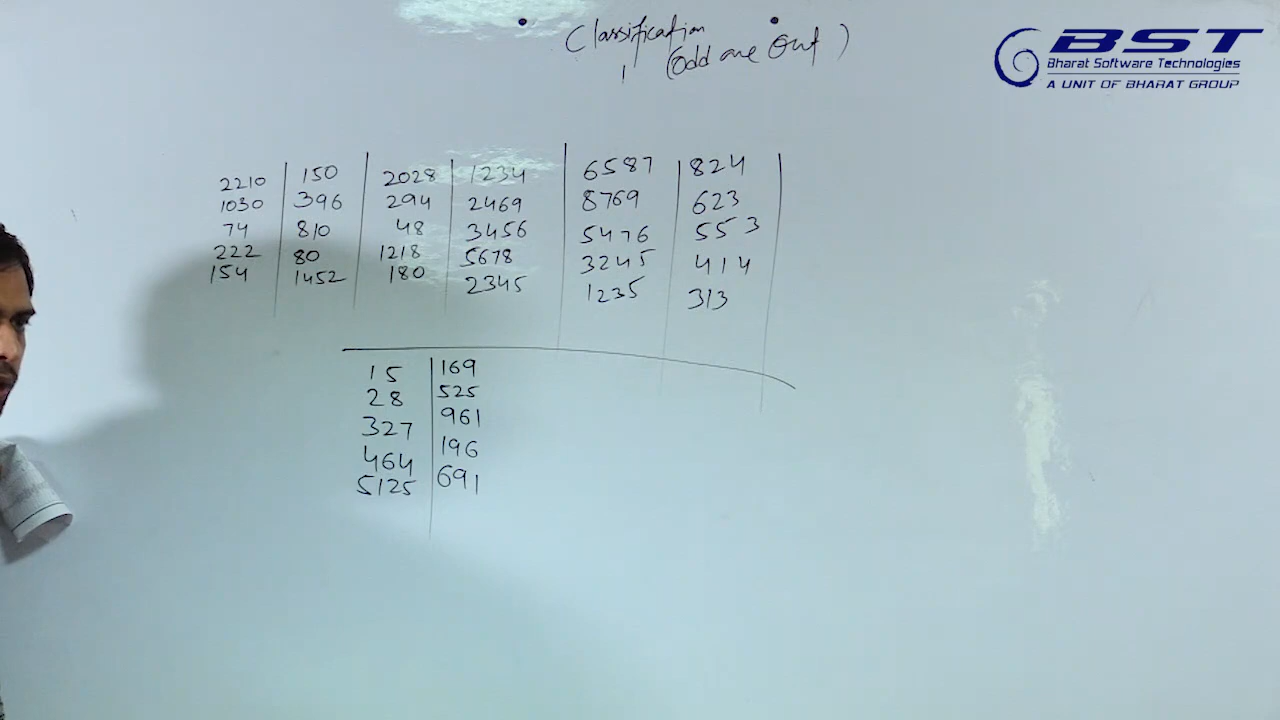 Classification
(Odd one Out)
BST
Bharat Software Technologies
A UNIT OF BHARAT GROUP
2210 150 2028 1234 6587 824
1030 396 294 2469 8769 623
74 810 48 3456 5476 553
222 80 1218 5678 3245 414
154 1452 180 2345 1235 313
15 169
28 525
327 961
464 196
5125 691